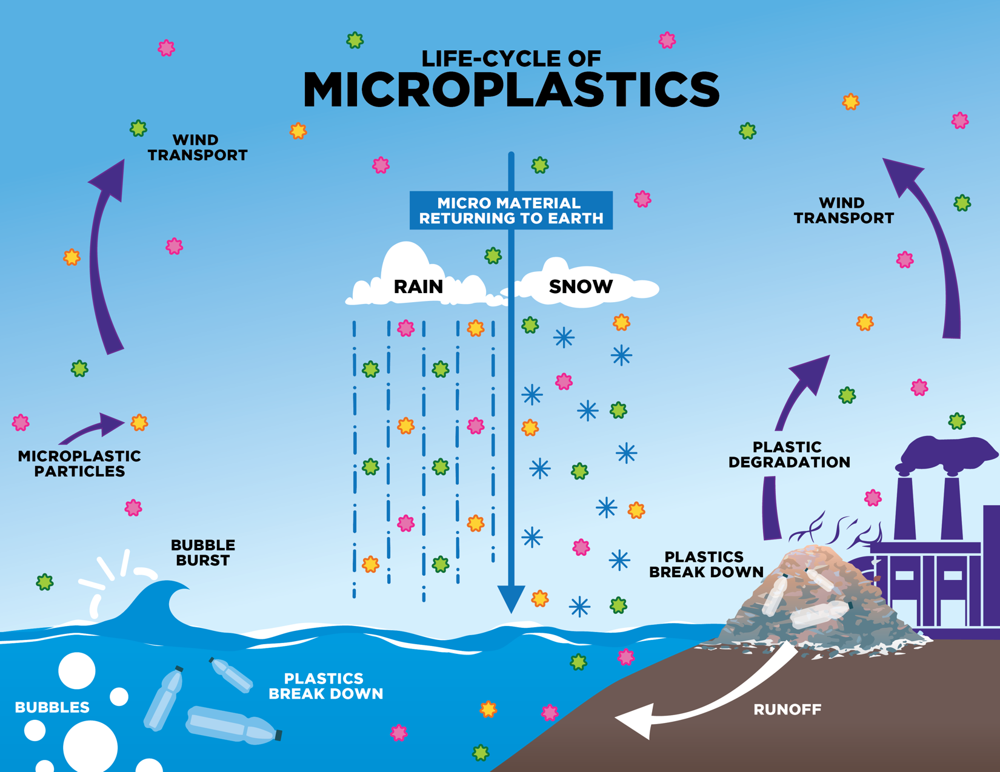 LIFE-CYCLE OF
MICROPLASTICS
WIND
TRANSPORT
MICRO MATERIAL
RETURNING TO EARTH
WIND
TRANSPORT
RAIN
SNOW
MICROPLASTIC
PARTICLES
PLASTIC
DEGRADATION
BUBBLE
BURST
PLASTICS
BREAK DOWN
PLASTICS
BREAK DOWN
BUBBLES
RUNOFF